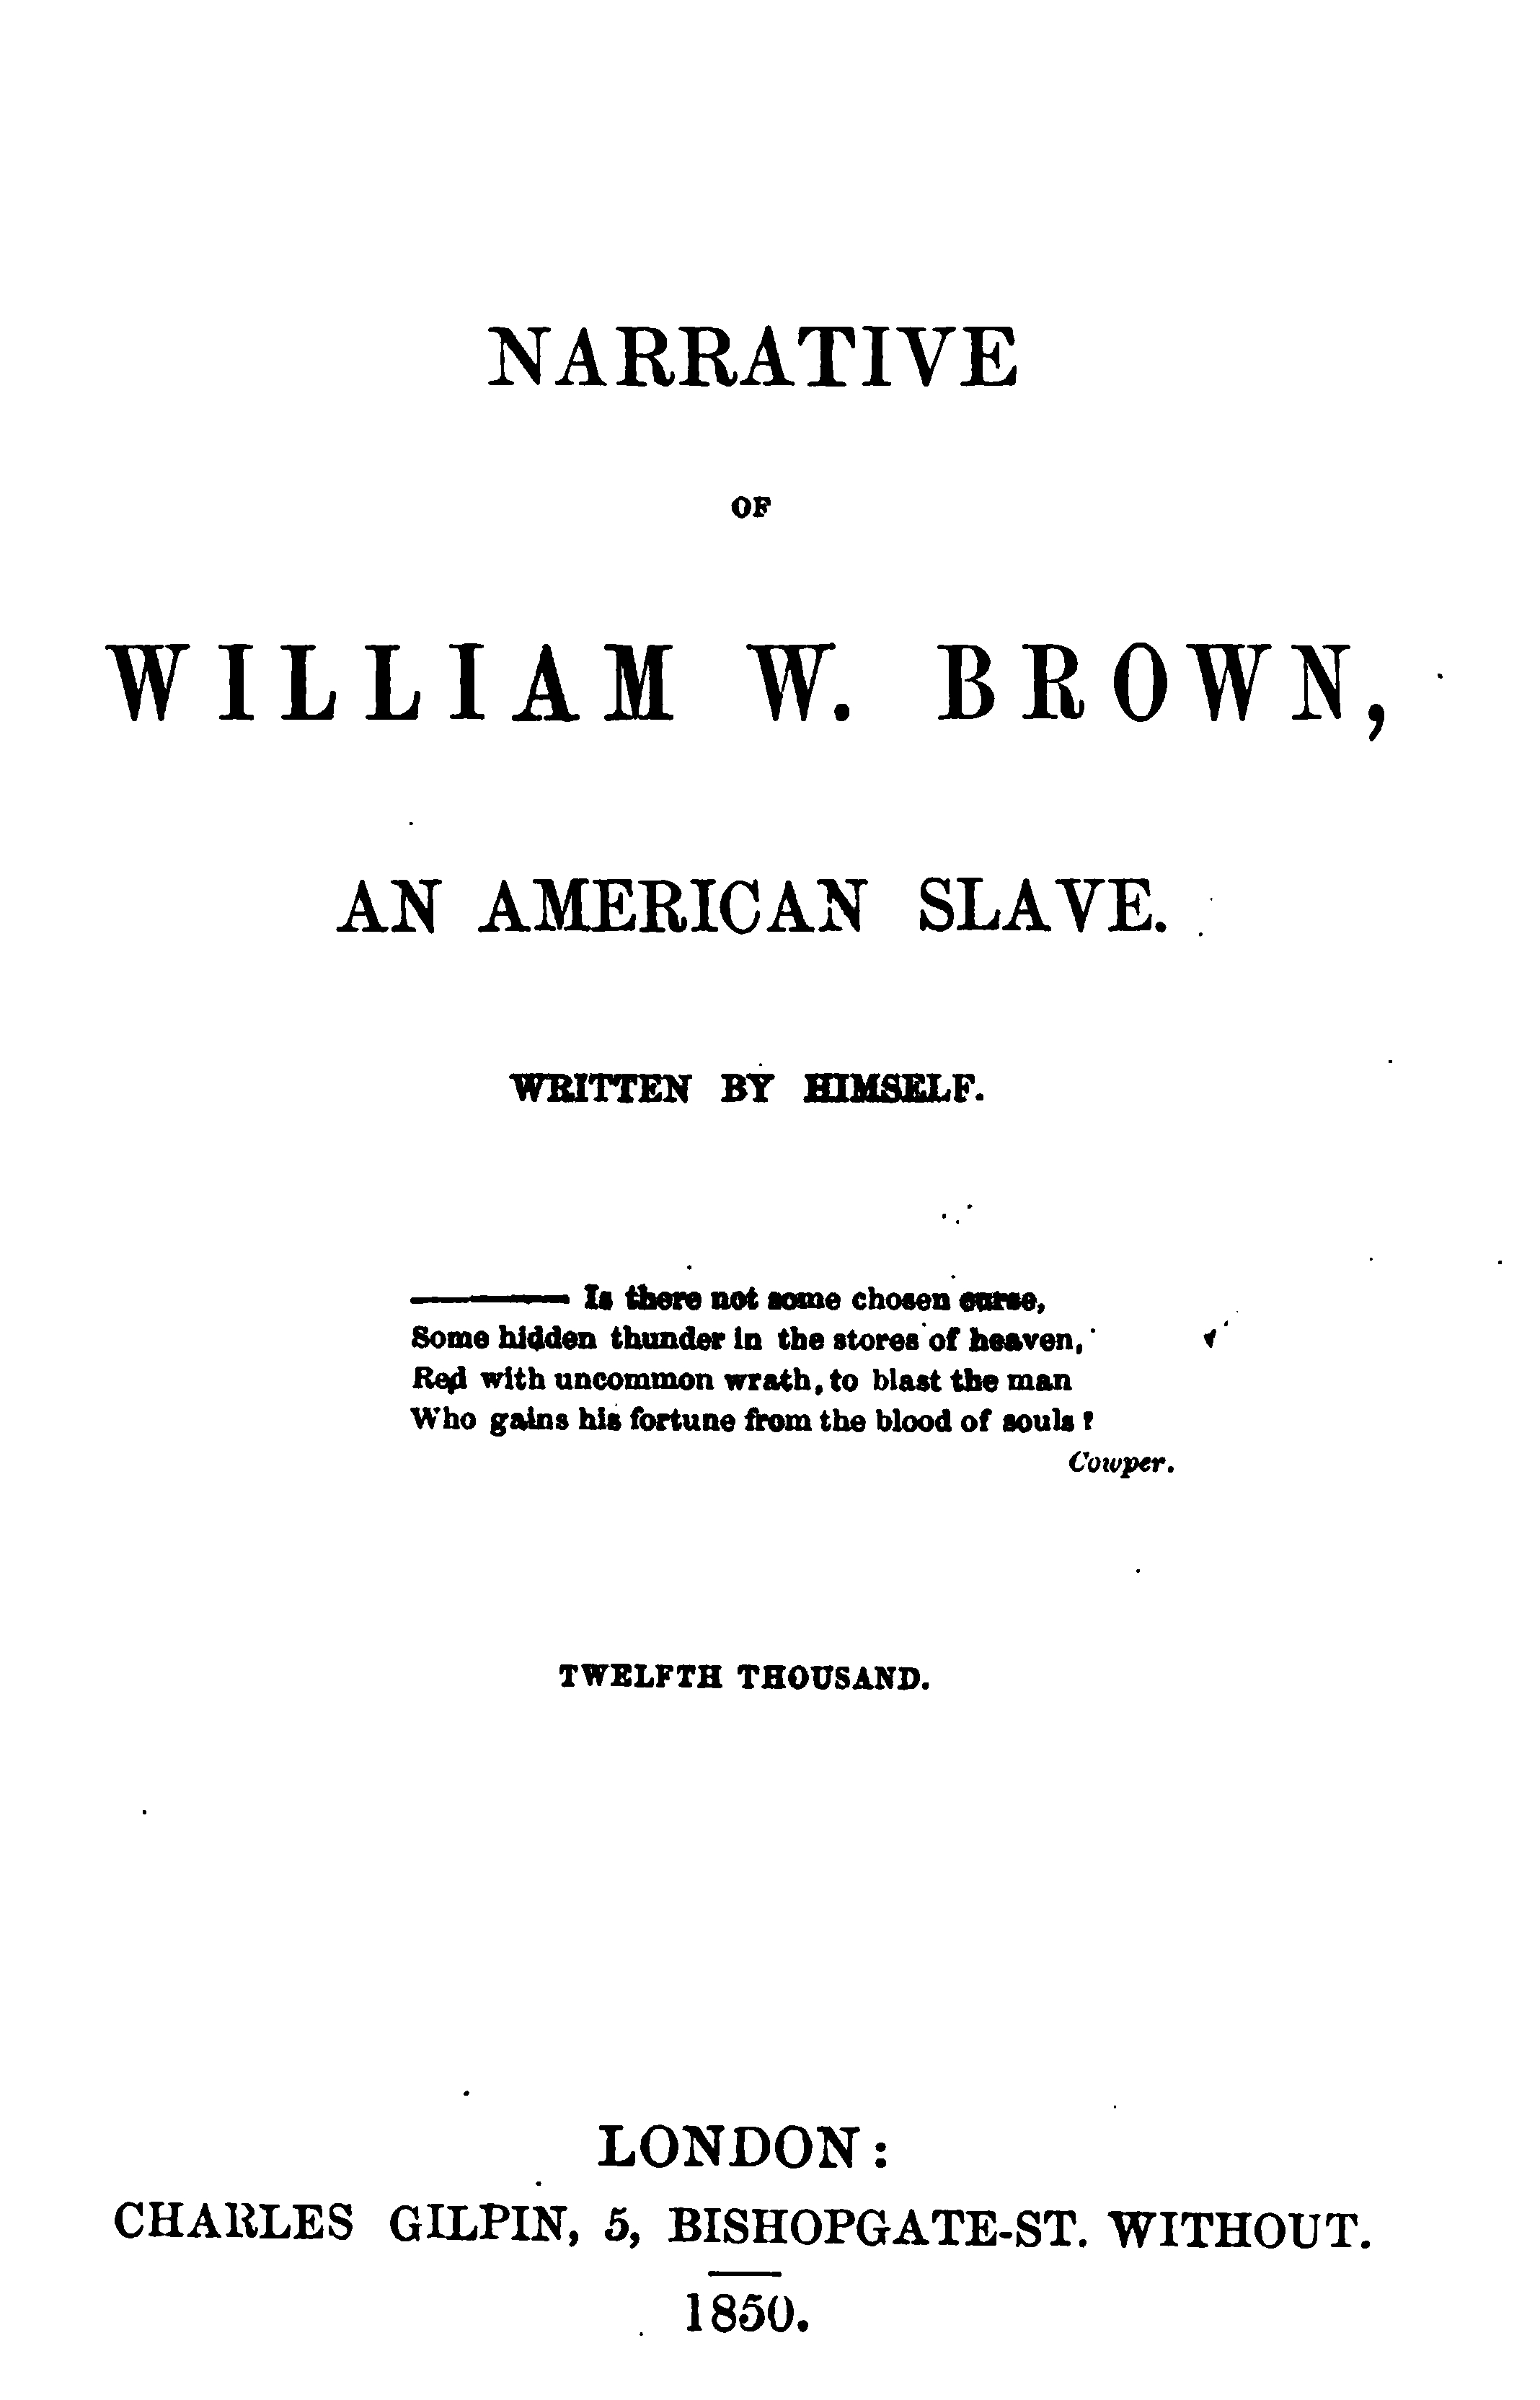 NARRATIVE
OF
WILLIAM W. BROWN,
AN AMERICAN SLAVE.
WRITTEN BY HIMSELF.
——— Is there not some chosen curse,
Some hidden thunder in the stores of heaven,
Red with uncommon wrath, to blast the man
Who gains his fortune from the blood of souls?
Cowper.
TWELFTH THOUSAND.
LONDON:
CHARLES GILPIN, 5, BISHOPGATE-ST. WITHOUT.
1850.